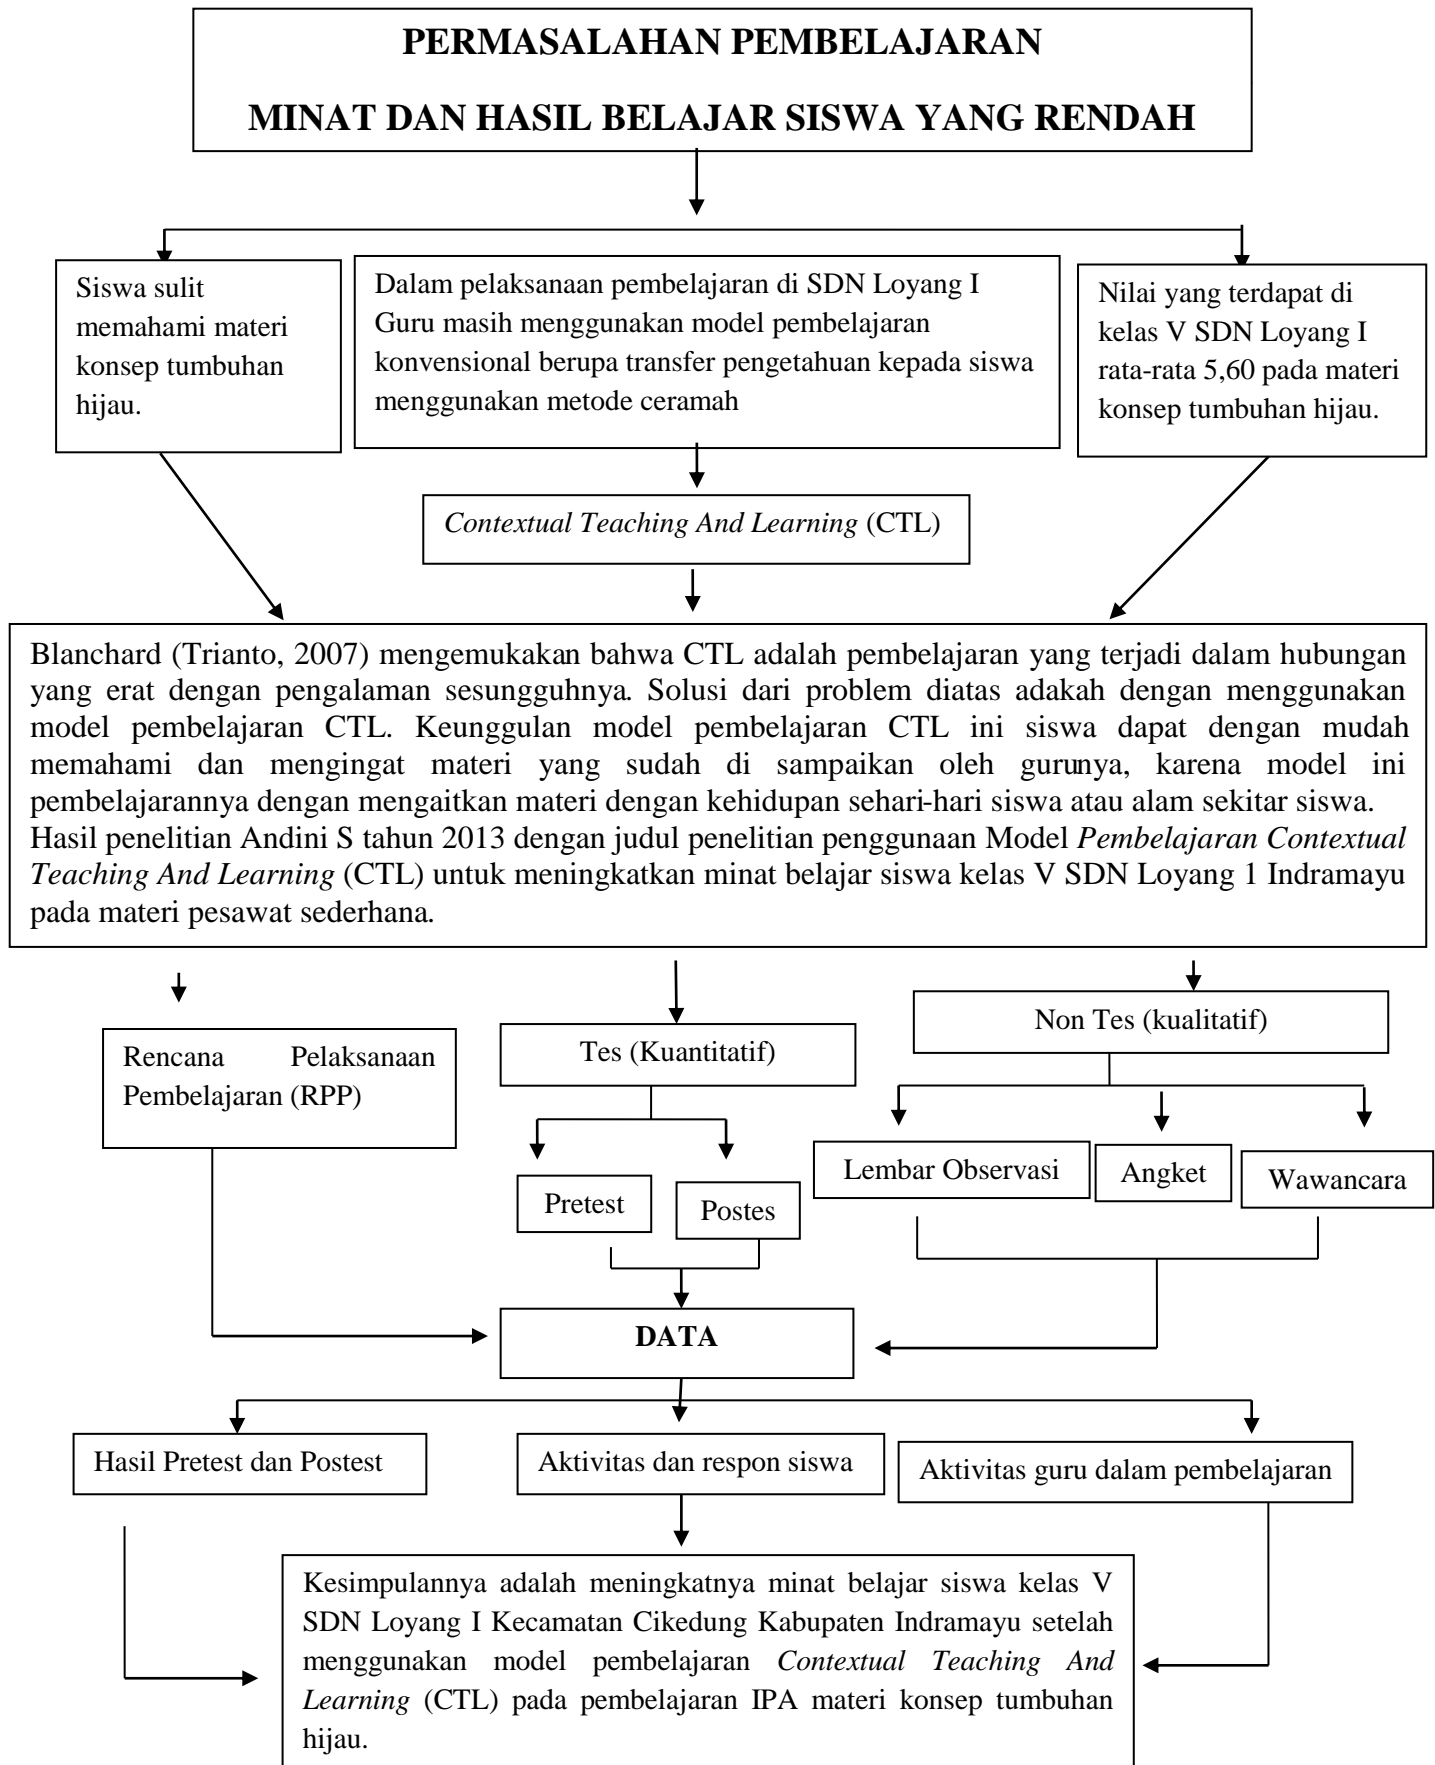 PERMASALAHAN PEMBELAJARAN
MINAT DAN HASIL BELAJAR SISWA YANG RENDAH
Siswa sulit
memahami materi
konsep tumbuhan
hijau.
Dalam pelaksanaan pembelajaran di SDN Loyang I
Guru masih menggunakan model pembelajaran
konvensional berupa transfer pengetahuan kepada siswa
menggunakan metode ceramah
Nilai yang terdapat di
kelas V SDN Loyang I
rata-rata 5,60 pada materi
konsep tumbuhan hijau.
Contextual Teaching And Learning (CTL)
Blanchard (Trianto, 2007) mengemukakan bahwa CTL adalah pembelajaran yang terjadi dalam hubungan
yang erat dengan pengalaman sesungguhnya. Solusi dari problem diatas adakah dengan menggunakan
model pembelajaran CTL. Keunggulan model pembelajaran CTL ini siswa dapat dengan mudah
memahami dan mengingat materi yang sudah di sampaikan oleh gurunya, karena model ini
pembelajarannya dengan mengaitkan materi dengan kehidupan sehari-hari siswa atau alam sekitar siswa.
Hasil penelitian Andini S tahun 2013 dengan judul penelitian penggunaan Model Pembelajaran Contextual
Teaching And Learning (CTL) untuk meningkatkan minat belajar siswa kelas V SDN Loyang 1 Indramayu
pada materi pesawat sederhana.
Rencana Pelaksanaan
Pembelajaran (RPP)
Tes (Kuantitatif)
Non Tes (kualitatif)
Pretest
Postes
Lembar Observasi
Angket
Wawancara
DATA
Hasil Pretest dan Postest
Aktivitas dan respon siswa
Aktivitas guru dalam pembelajaran
Kesimpulannya adalah meningkatnya minat belajar siswa kelas V
SDN Loyang I Kecamatan Cikedung Kabupaten Indramayu setelah
menggunakan model pembelajaran Contextual Teaching And
Learning (CTL) pada pembelajaran IPA materi konsep tumbuhan
hijau.